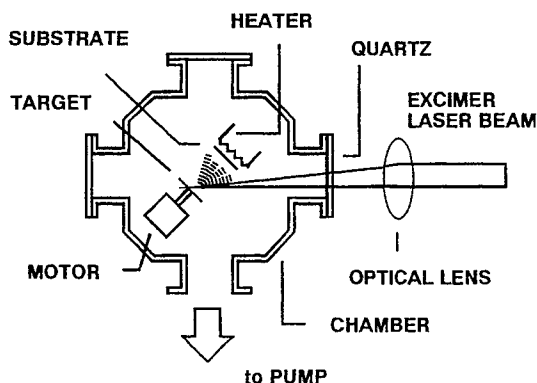 HEATER
SUBSTRATE
QUARTZ
TARGET
EXCIMER
LASER BEAM
MOTOR
OPTICAL LENS
CHAMBER
to PUMP